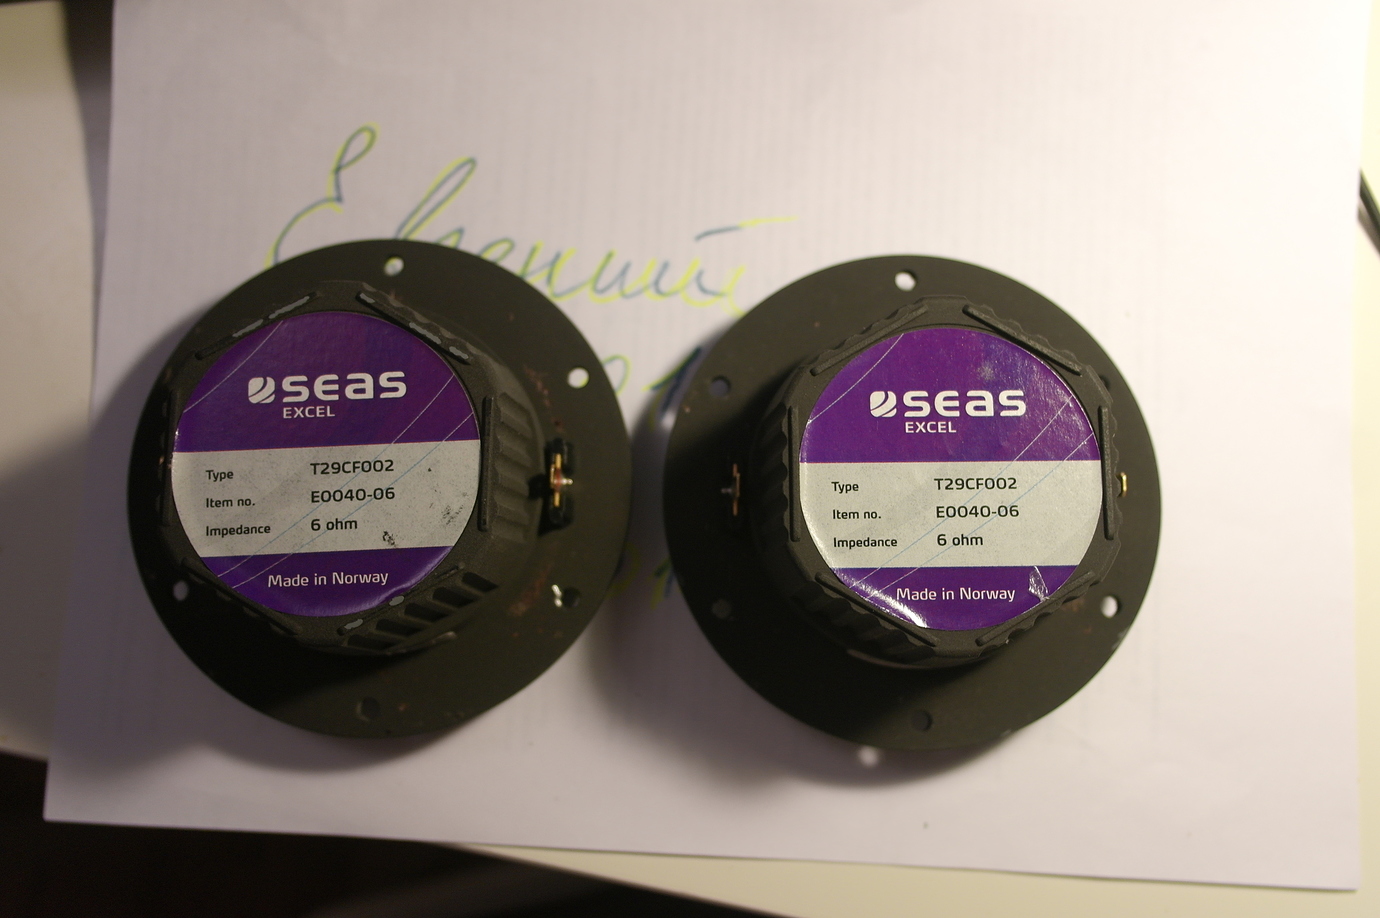 Евгений
seas
EXCEL
Type T29CF002
Item no. E0040-06
Impedance 6 ohm
Made in Norway
seas
EXCEL
Type T29CF002
Item no. E0040-06
Impedance 6 ohm
Made in Norway